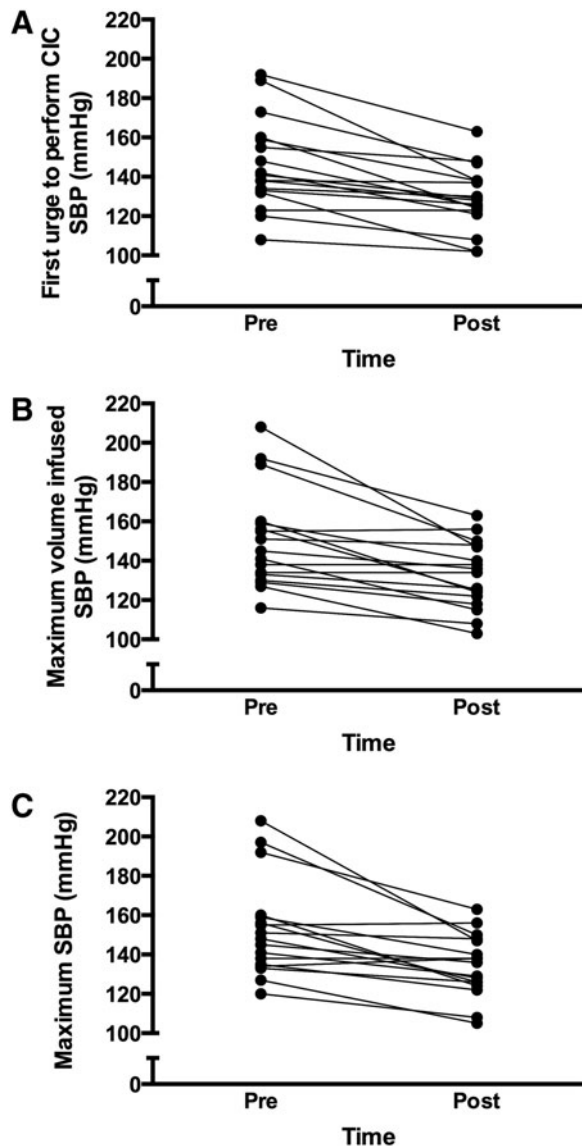 A
First urge to perform CIC
SBP (mmHg)
220
200
180
160
140
120
100
0
Pre
Post
Time
B
Maximum volume infused
SBP (mmHg)
220
200
180
160
140
120
100
0
Pre
Post
Time
C
Maximum SBP (mmHg)
220
200
180
160
140
120
100
0
Pre
Post
Time